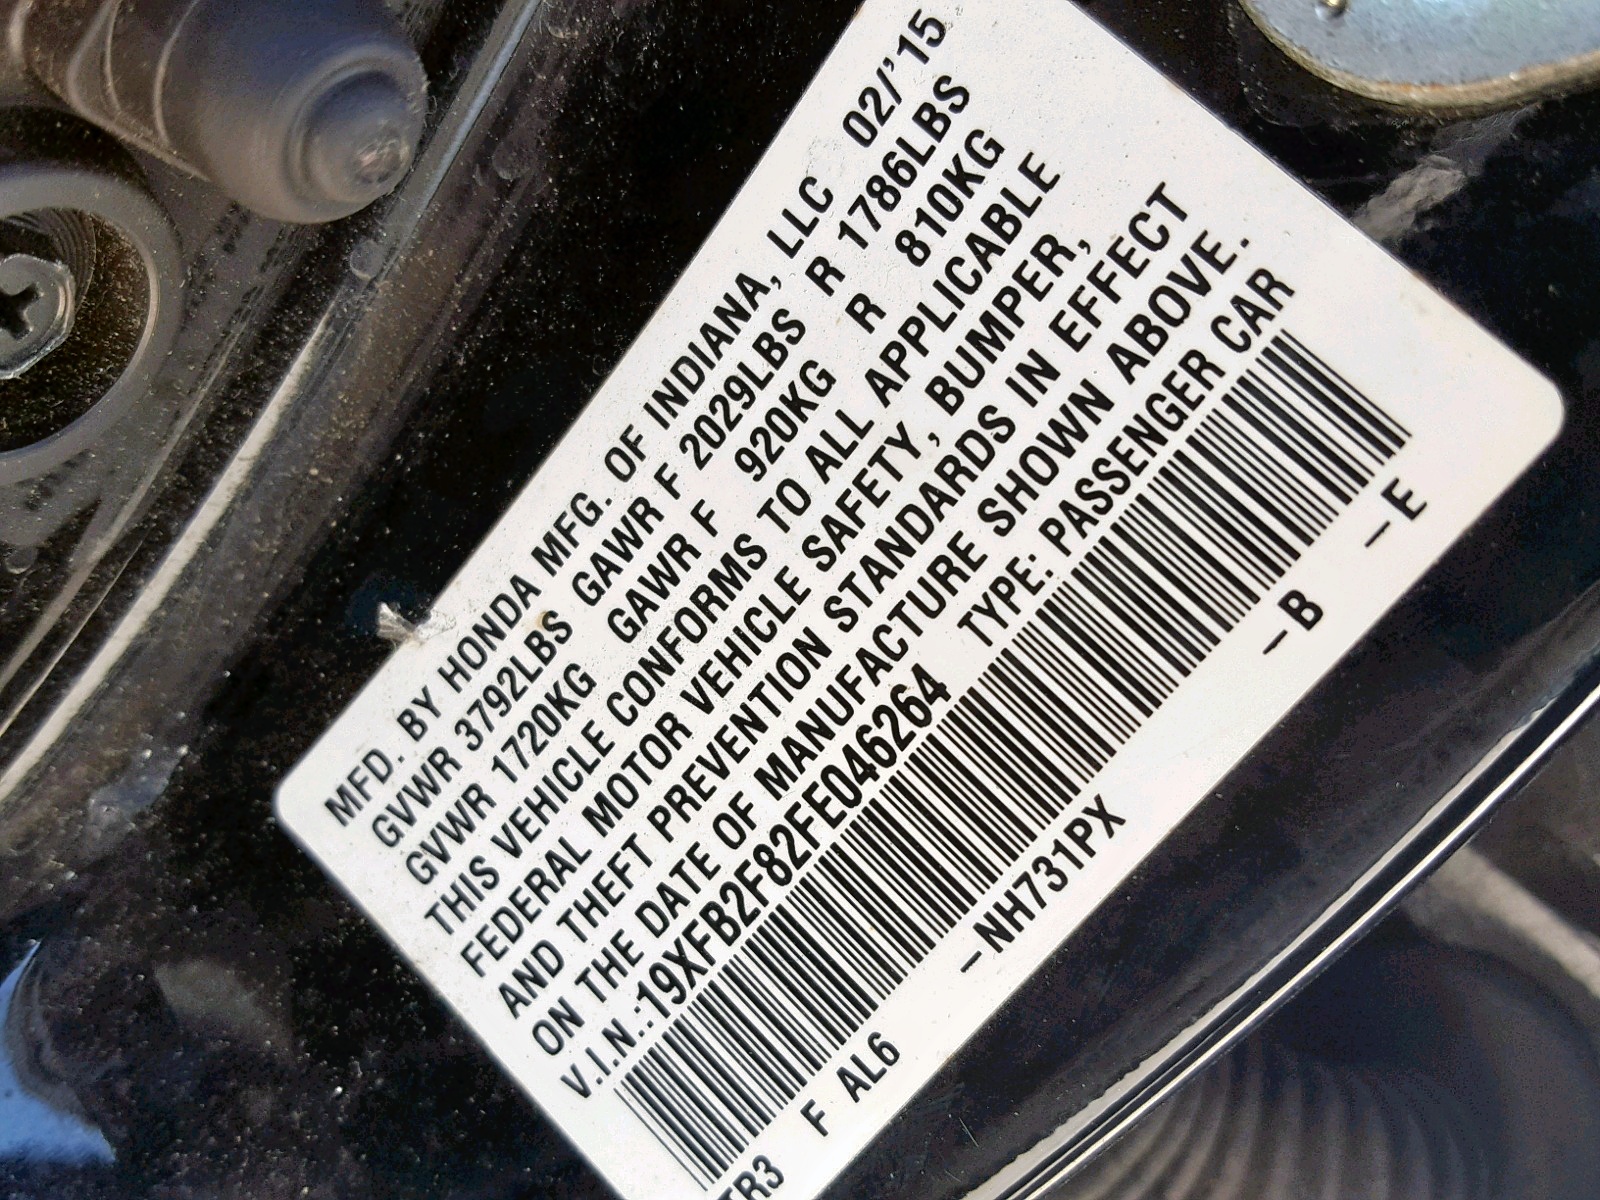 MFD. BY HONDA MFG. OF INDIANA, LLC 02/'15
GVWR 3792LBS GAWR F 2029LBS R 1786LBS
GVWR 1720KG GAWR F 920KG R 810KG
THIS VEHICLE CONFORMS TO ALL APPLICABLE
FEDERAL MOTOR VEHICLE SAFETY, BUMPER,
AND THEFT PREVENTION STANDARDS IN EFFECT
ON THE DATE OF MANUFACTURE SHOWN ABOVE.
V.I.N.:19XFB2F82FE046264 TYPE: PASSENGER CAR
F AL6 -NH731PX -B -E